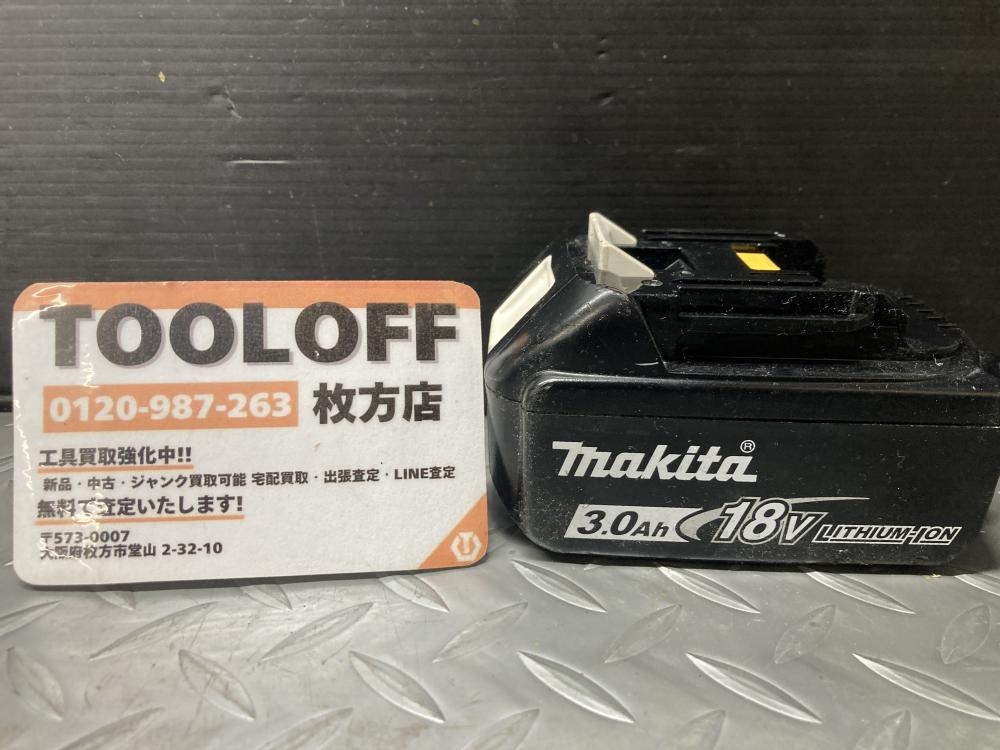 TOOLOFF
0120-987-263 枚方店
工具買取強化中!!
新品・中古・ジャンク買取可能 宅配買取・出張査定・LINE査定
無料で査定いたします!
〒573-0007
大阪府枚方市堂山 2-32-10
makita®
3.0Ah 18V LITHIUM-ION